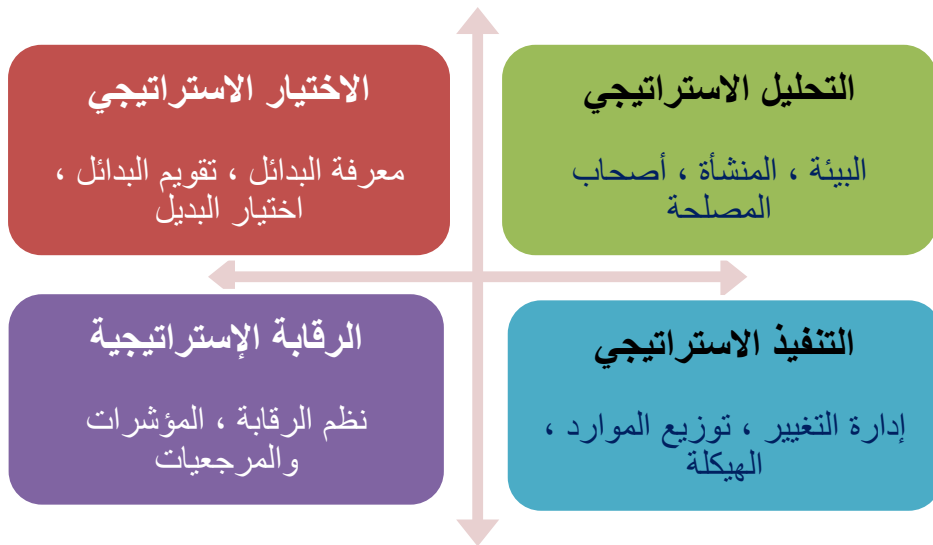 التحليل الاستراتيجي
البيئة ، المنشأة ، أصحاب
المصلحة
الاختيار الاستراتيجي
معرفة البدائل ، تقويم البدائل ،
اختيار البديل
التنفيذ الاستراتيجي
إدارة التغيير ، توزيع الموارد ،
الهيكلة
الرقابة الإستراتيجية
نظم الرقابة ، المؤشرات
والمرجعيات